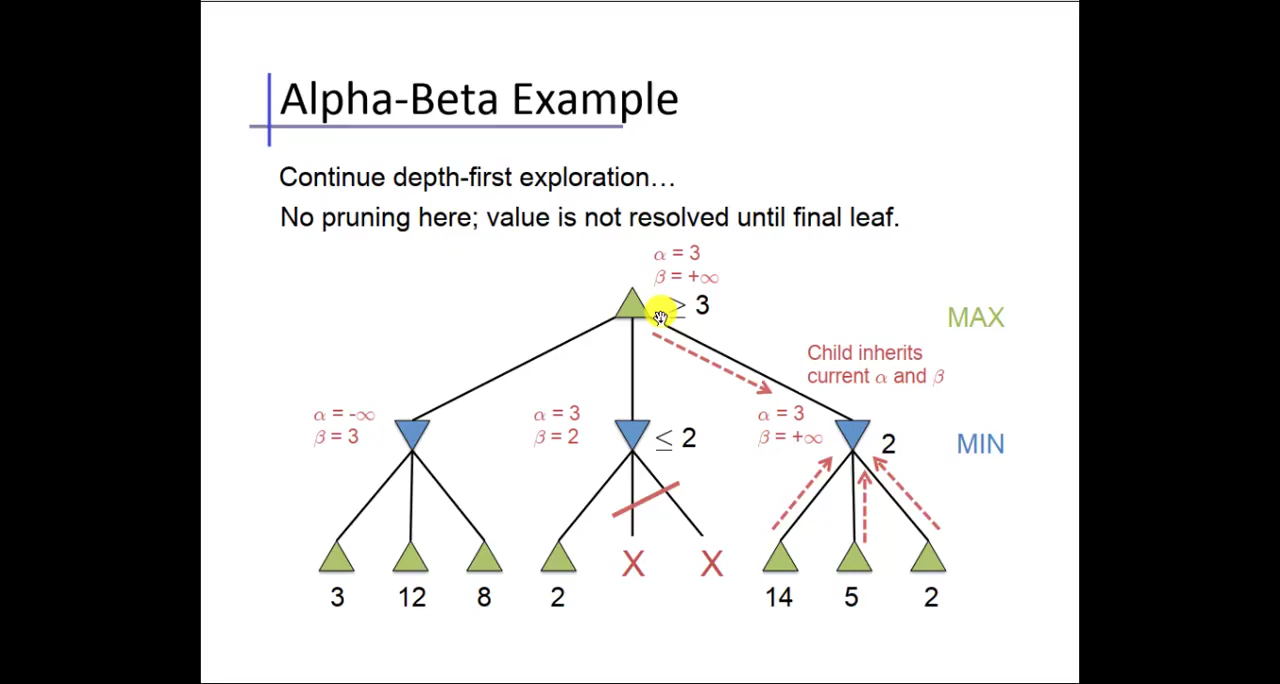 Alpha-Beta Example
Continue depth-first exploration…
No pruning here; value is not resolved until final leaf.
α = 3
β = +∞
≥ 3
MAX
Child inherits
current α and β
α = -∞
β = 3
α = 3
β = 2
≤ 2
α = 3
β = +∞
2
MIN
X X
3 12 8 2 14 5 2